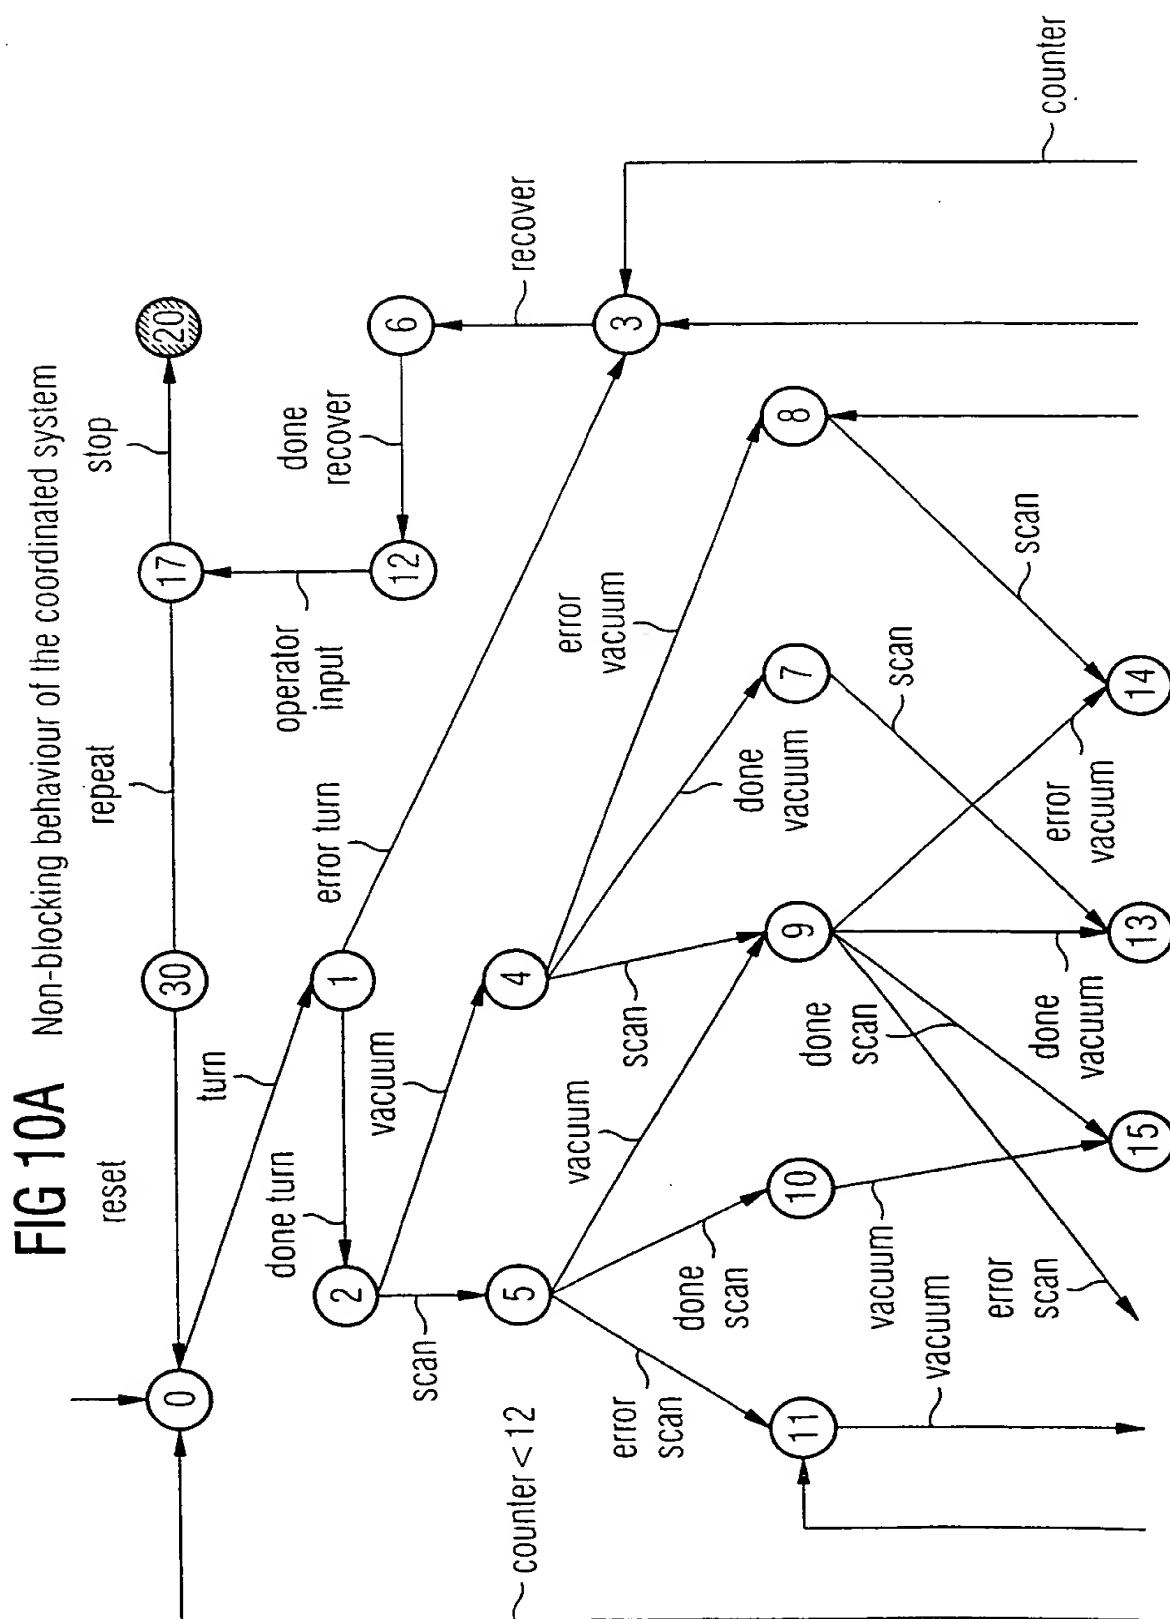 FIG 10A
Non-blocking behaviour of the coordinated system
reset
repeat
stop
0
30
17
20
turn
operator
input
done
recover
done turn
1
error turn
12
6
2
vacuum
recover
scan
5
4
3
counter < 12
error
scan
done
scan
vacuum
scan
done
vacuum
error
vacuum
11
10
9
7
8
vacuum
vacuum
error
scan
done
scan
done
vacuum
error
vacuum
scan
scan
counter
15
13
14